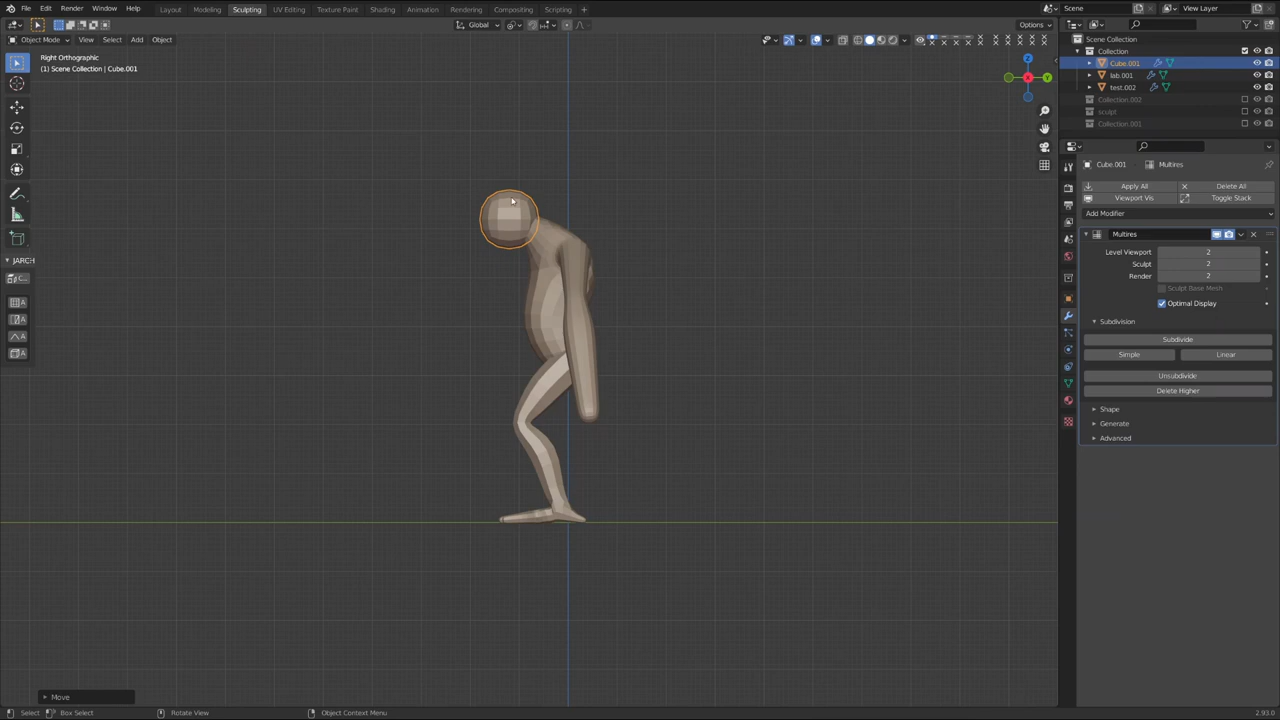 File Edit Render Window Help Layout Modeling Sculpting UV Editing Texture Paint Shading Animation Rendering Compositing Scripting + Scene View Layer
Global Options
Object Mode View Select Add Object
Right Orthographic
(1) Scene Collection | Cube.001
Scene Collection
Collection
Cube.001
lab.001
test.002
Collection.002
sculpt
Collection.001
Cube.001 Multires
Apply All Delete All
Viewport Vis Toggle Stack
Add Modifier
Multires
Level Viewport 2
Sculpt 2
Render 2
Sculpt Base Mesh
Optimal Display
Subdivision
Subdivide
Simple Linear
Unsubdivide
Delete Higher
Shape
Generate
Advanced
JARCH
C..
A
A
A
A
Move
Select Box Select Rotate View Object Context Menu 2.93.0